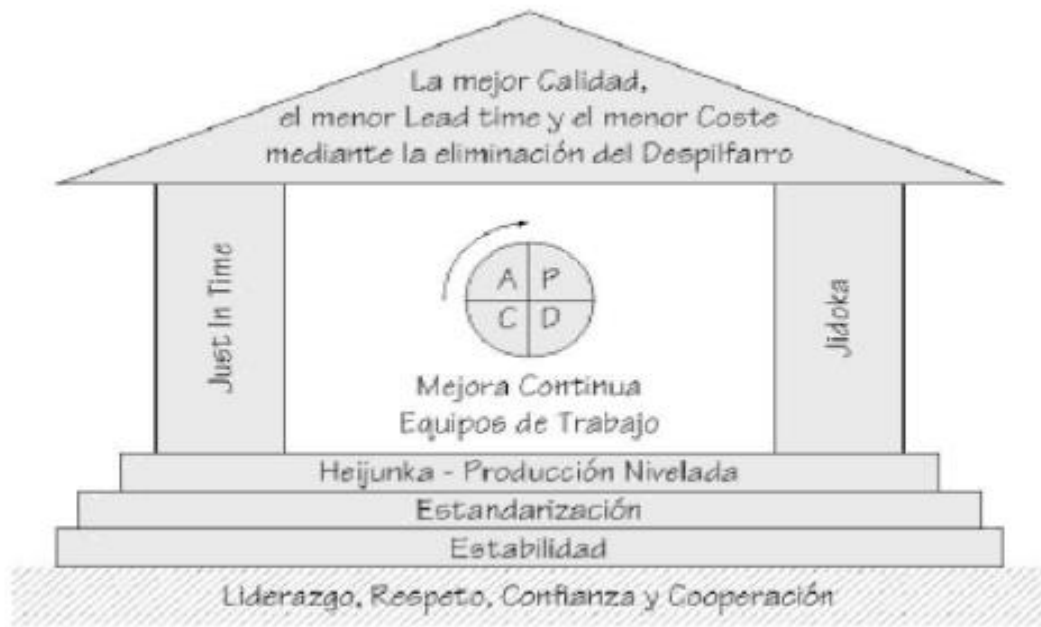 La mejor Calidad,
el menor Lead time y el menor Coste
mediante la eliminación del Despilfarro
Just In Time
A P
C D
Mejora Continua
Equipos de Trabajo
Jidoka
Heijunka - Producción Nivelada
Estandarización
Estabilidad
Liderazgo, Respeto, Confianza y Cooperación